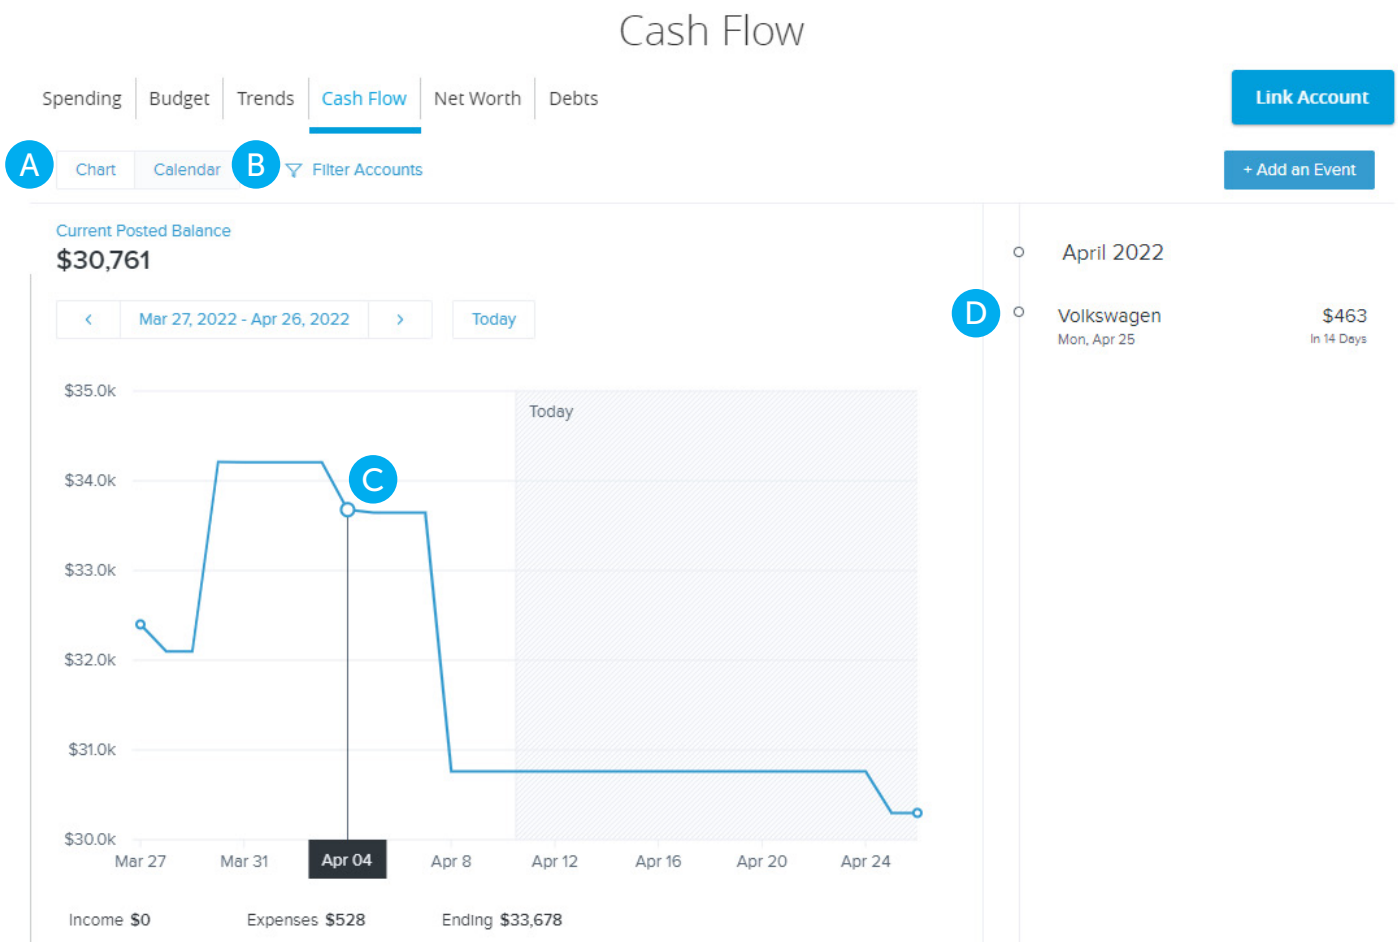 Cash Flow
Spending Budget Trends Cash Flow Net Worth Debts
Link Account
A Chart Calendar B Filter Accounts
+ Add an Event
Current Posted Balance
$30,761
Mar 27, 2022 - Apr 26, 2022
Today
April 2022
D Volkswagen $463
Mon, Apr 25 In 14 Days
$35.0k
Today
$34.0k
C
$33.0k
$32.0k
$31.0k
$30.0k
Mar 27 Mar 31 Apr 04 Apr 8 Apr 12 Apr 16 Apr 20 Apr 24
Income $0 Expenses $528 Ending $33,678